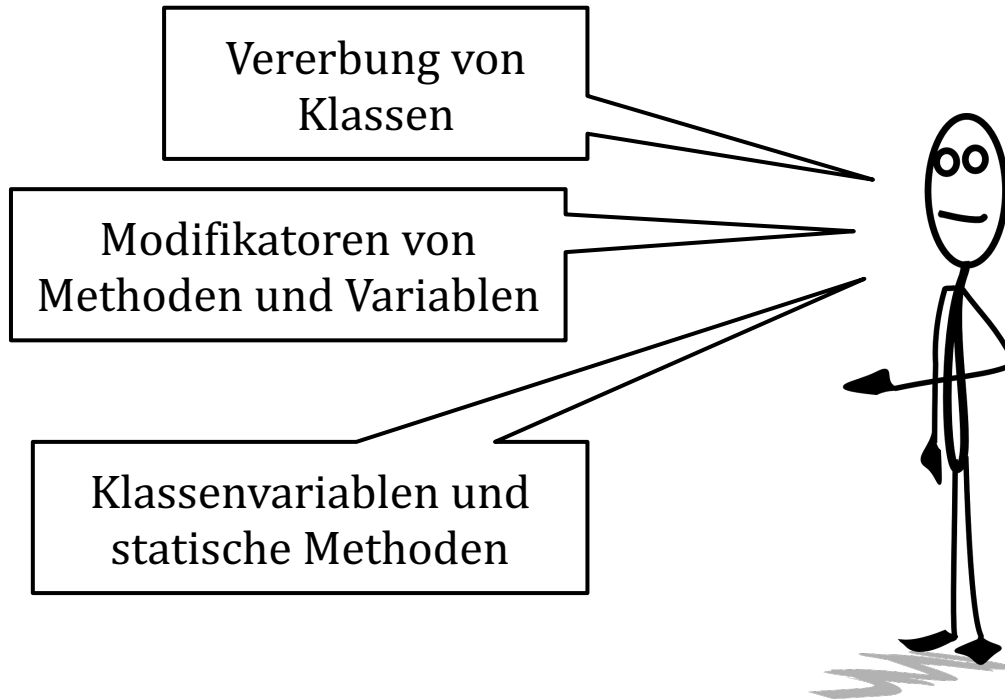 Vererbung von
Klassen
Modifikatoren von
Methoden und Variablen
Klassenvariablen und
statische Methoden